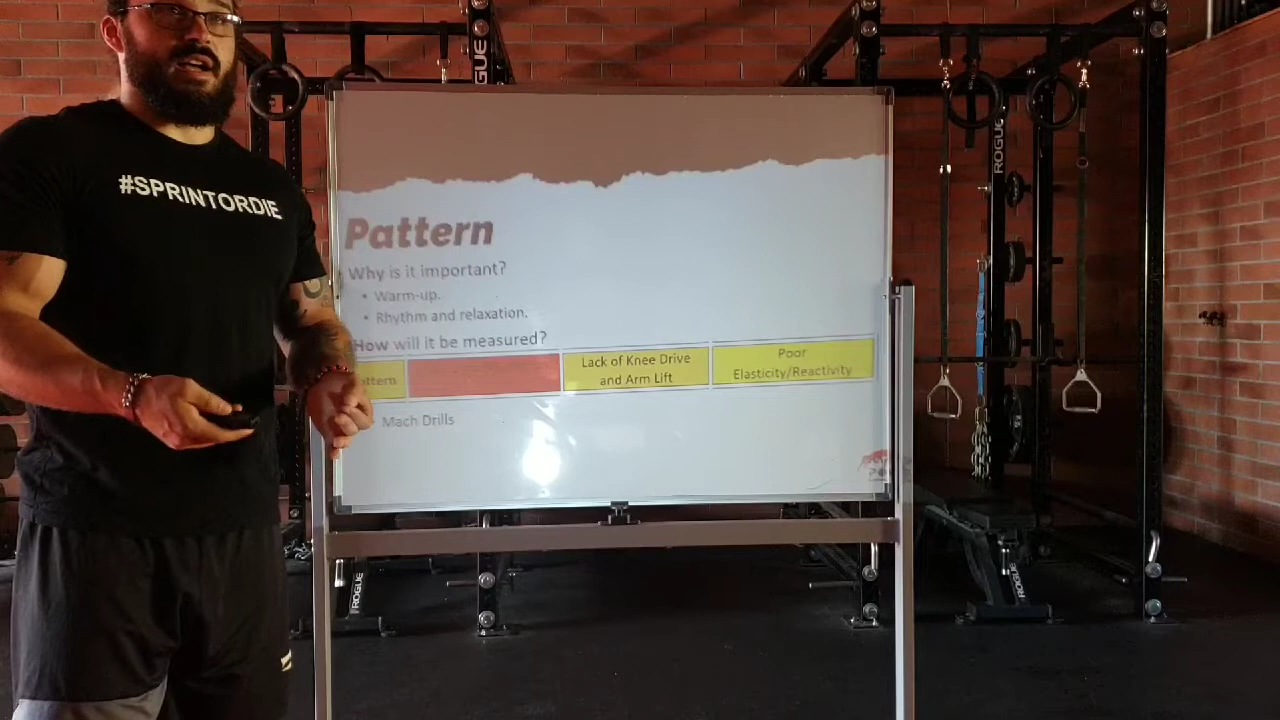 #SPRINTORDIE
Pattern
Why is it important?
• Warm-up.
• Rhythm and relaxation.
How will it be measured?
Lack of Knee Drive
and Arm Lift
Poor
Elasticity/Reactivity
Mach Drills
ROGUE
ROGUE
ROGUE